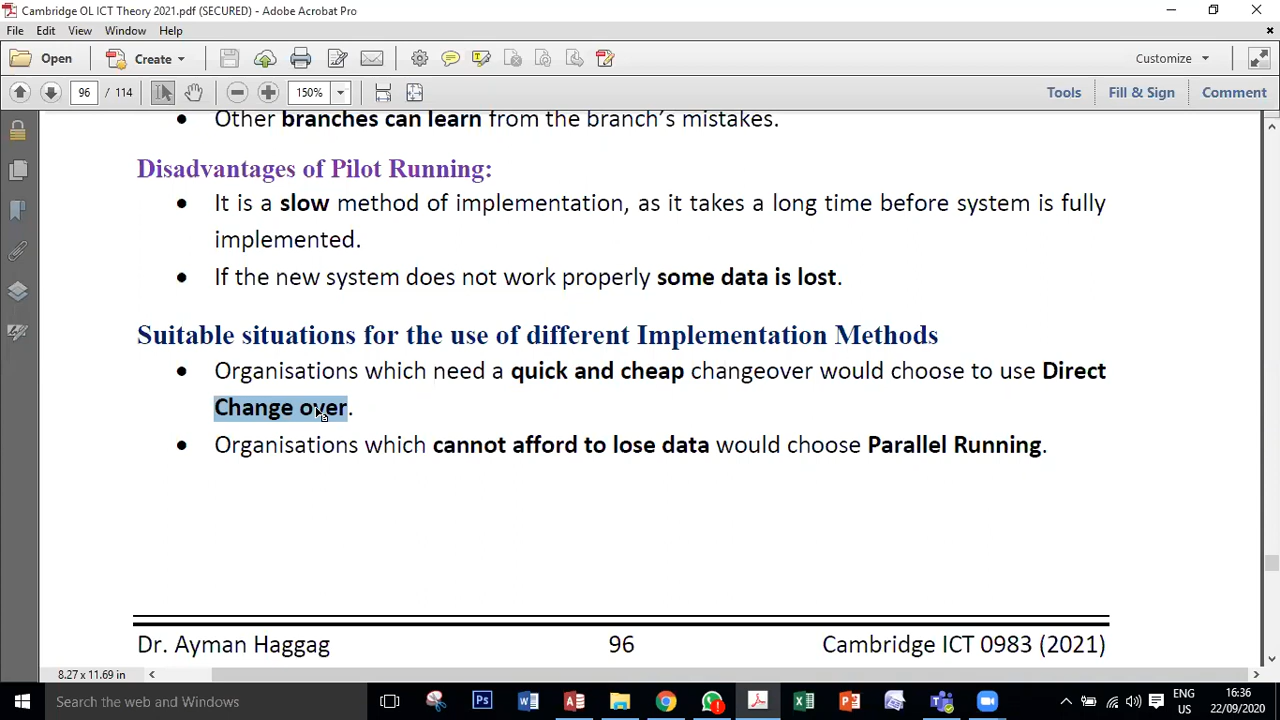 Cambridge OL ICT Theory 2021.pdf (SECURED) - Adobe Acrobat Pro
File Edit View Window Help
Open Create Customize
96 / 114 150% Tools Fill & Sign Comment
• Other branches can learn from the branch's mistakes.
Disadvantages of Pilot Running:
• It is a slow method of implementation, as it takes a long time before system is fully
implemented.
• If the new system does not work properly some data is lost.
Suitable situations for the use of different Implementation Methods
• Organisations which need a quick and cheap changeover would choose to use Direct
Change over.
• Organisations which cannot afford to lose data would choose Parallel Running.
Dr. Ayman Haggag 96 Cambridge ICT 0983 (2021)
8.27 x 11.69 in
Search the web and Windows
ENG 16:36
US 22/09/2020